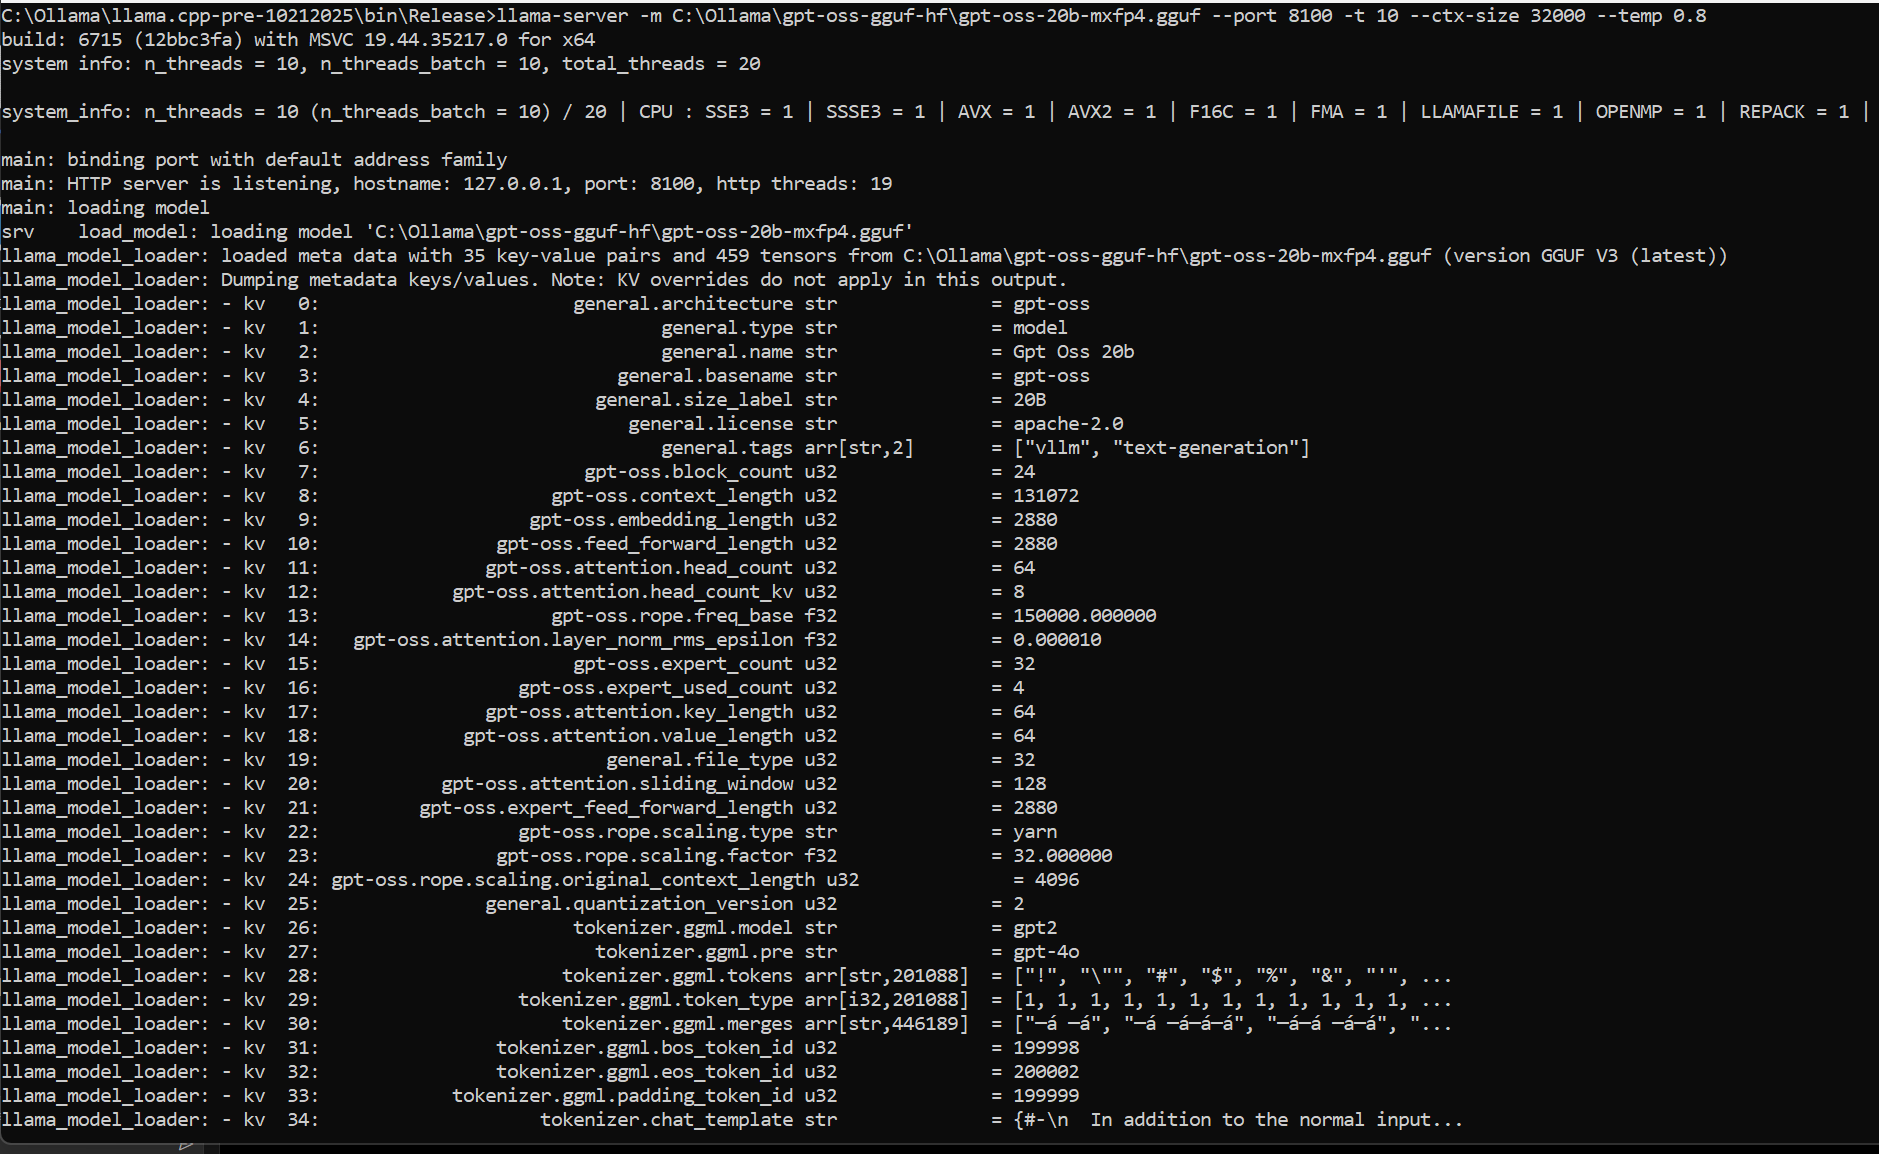 C:\Ollama\llama.cpp-pre-10212025\bin\Release>llama-server -m C:\Ollama\gpt-oss-gguf-hf\gpt-oss-20b-mxfp4.gguf --port 8100 -t 10 --ctx-size 32000 --temp 0.8
build: 6715 (12bbc3fa) with MSVC 19.44.35217.0 for x64
system info: n_threads = 10, n_threads_batch = 10, total_threads = 20
system_info: n_threads = 10 (n_threads_batch = 10) / 20 | CPU : SSE3 = 1 | SSSE3 = 1 | AVX = 1 | AVX2 = 1 | F16C = 1 | FMA = 1 | LLAMAFILE = 1 | OPENMP = 1 | REPACK = 1 |
main: binding port with default address family
main: HTTP server is listening, hostname: 127.0.0.1, port: 8100, http threads: 19
main: loading model
srv    load_model: loading model 'C:\Ollama\gpt-oss-gguf-hf\gpt-oss-20b-mxfp4.gguf'
llama_model_loader: loaded meta data with 35 key-value pairs and 459 tensors from C:\Ollama\gpt-oss-gguf-hf\gpt-oss-20b-mxfp4.gguf (version GGUF V3 (latest))
llama_model_loader: Dumping metadata keys/values. Note: KV overrides do not apply in this output.
llama_model_loader: - kv   0: general.architecture str = gpt-oss
llama_model_loader: - kv   1: general.type str = model
llama_model_loader: - kv   2: general.name str = Gpt Oss 20b
llama_model_loader: - kv   3: general.basename str = gpt-oss
llama_model_loader: - kv   4: general.size_label str = 20B
llama_model_loader: - kv   5: general.license str = apache-2.0
llama_model_loader: - kv   6: general.tags arr[str,2] = ["vllm", "text-generation"]
llama_model_loader: - kv   7: gpt-oss.block_count u32 = 24
llama_model_loader: - kv   8: gpt-oss.context_length u32 = 131072
llama_model_loader: - kv   9: gpt-oss.embedding_length u32 = 2880
llama_model_loader: - kv  10: gpt-oss.feed_forward_length u32 = 2880
llama_model_loader: - kv  11: gpt-oss.attention.head_count u32 = 64
llama_model_loader: - kv  12: gpt-oss.attention.head_count_kv u32 = 8
llama_model_loader: - kv  13: gpt-oss.rope.freq_base f32 = 150000.000000
llama_model_loader: - kv  14: gpt-oss.attention.layer_norm_rms_epsilon f32 = 0.000010
llama_model_loader: - kv  15: gpt-oss.expert_count u32 = 32
llama_model_loader: - kv  16: gpt-oss.expert_used_count u32 = 4
llama_model_loader: - kv  17: gpt-oss.attention.key_length u32 = 64
llama_model_loader: - kv  18: gpt-oss.attention.value_length u32 = 64
llama_model_loader: - kv  19: general.file_type u32 = 32
llama_model_loader: - kv  20: gpt-oss.attention.sliding_window u32 = 128
llama_model_loader: - kv  21: gpt-oss.expert_feed_forward_length u32 = 2880
llama_model_loader: - kv  22: gpt-oss.rope.scaling.type str = yarn
llama_model_loader: - kv  23: gpt-oss.rope.scaling.factor f32 = 32.000000
llama_model_loader: - kv  24: gpt-oss.rope.scaling.original_context_length u32 = 4096
llama_model_loader: - kv  25: general.quantization_version u32 = 2
llama_model_loader: - kv  26: tokenizer.ggml.model str = gpt2
llama_model_loader: - kv  27: tokenizer.ggml.pre str = gpt-4o
llama_model_loader: - kv  28: tokenizer.ggml.tokens arr[str,201088] = ["!", "\"", "#", "$", "%", "&", "'", ...
llama_model_loader: - kv  29: tokenizer.ggml.token_type arr[i32,201088] = [1, 1, 1, 1, 1, 1, 1, 1, 1, 1, 1, 1, ...
llama_model_loader: - kv  30: tokenizer.ggml.merges arr[str,446189] = ["─á ─á", "─á ─á─á─á", "─á─á ─á─á", "...
llama_model_loader: - kv  31: tokenizer.ggml.bos_token_id u32 = 199998
llama_model_loader: - kv  32: tokenizer.ggml.eos_token_id u32 = 200002
llama_model_loader: - kv  33: tokenizer.ggml.padding_token_id u32 = 199999
llama_model_loader: - kv  34: tokenizer.chat_template str = {#-\n  In addition to the normal input...